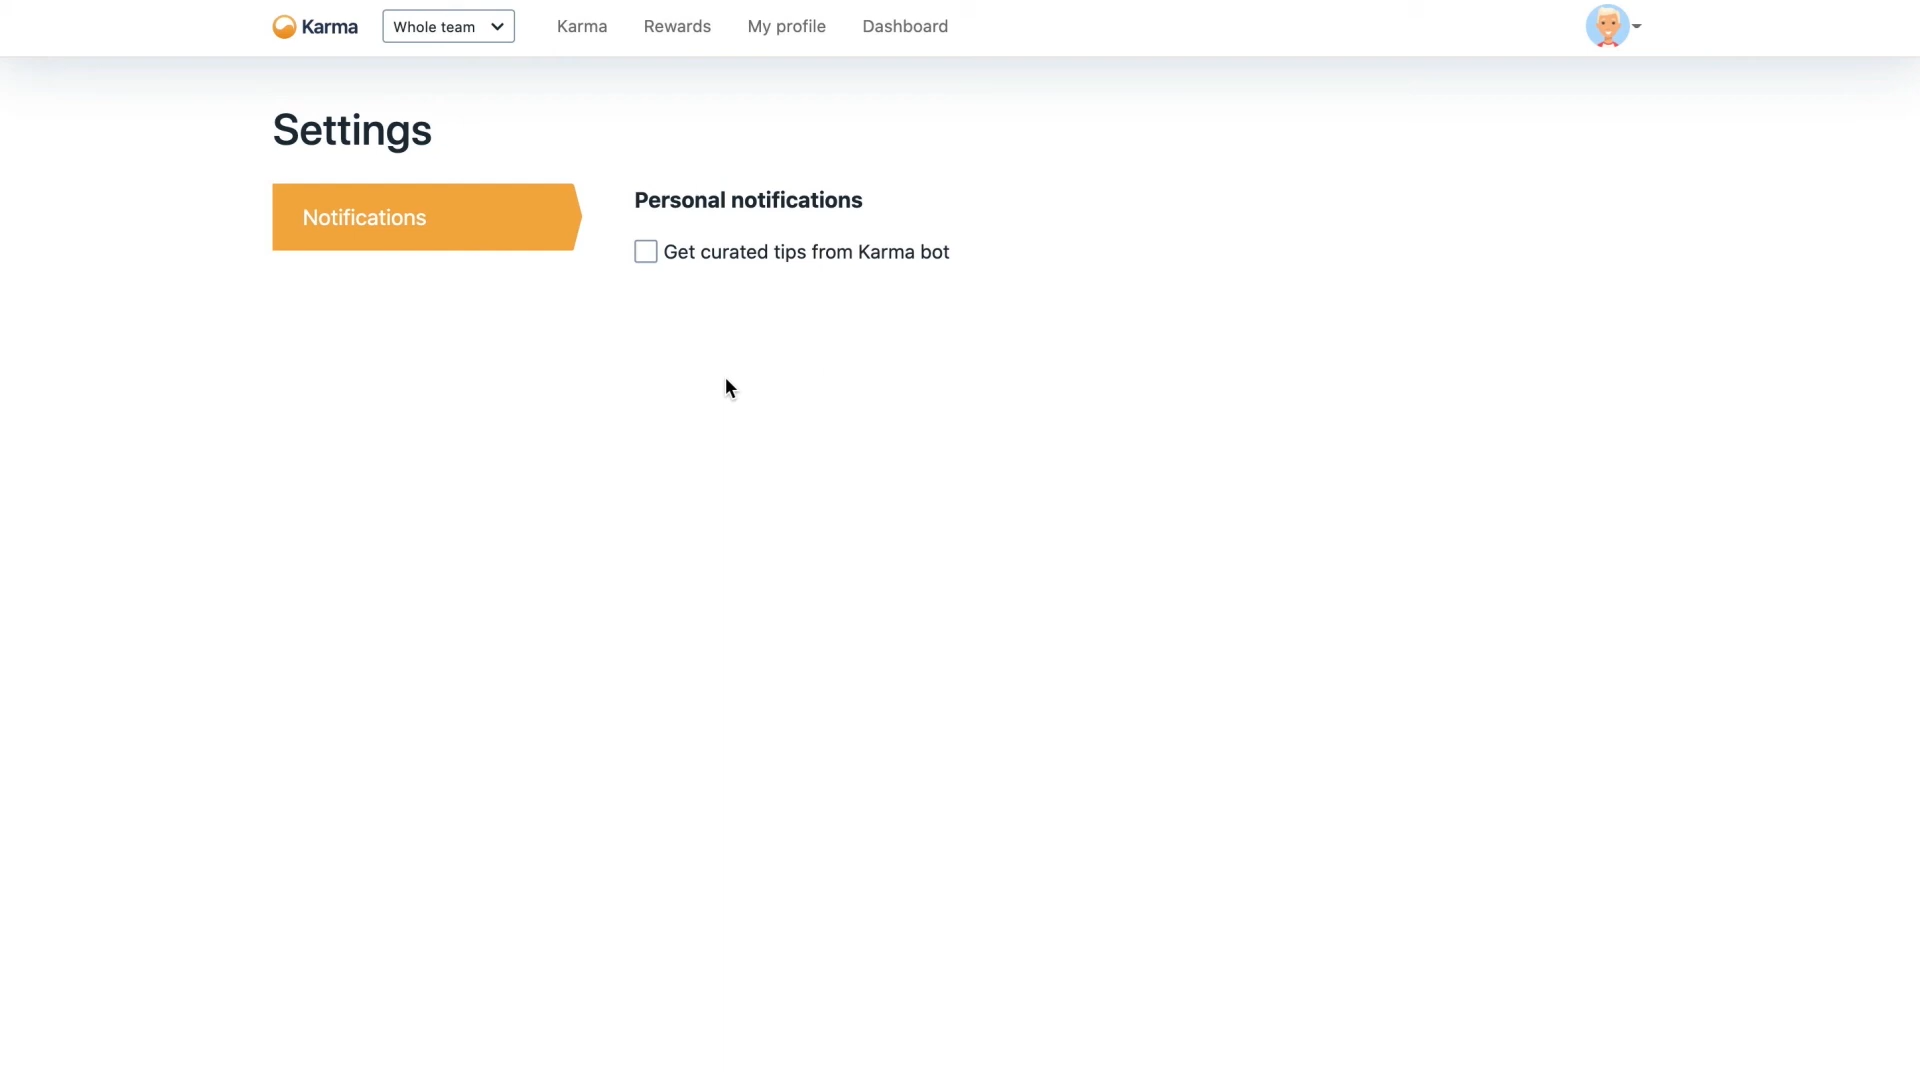 Karma
Whole team
Karma
Rewards
My profile
Dashboard
Settings
Notifications
Personal notifications
Get curated tips from Karma bot